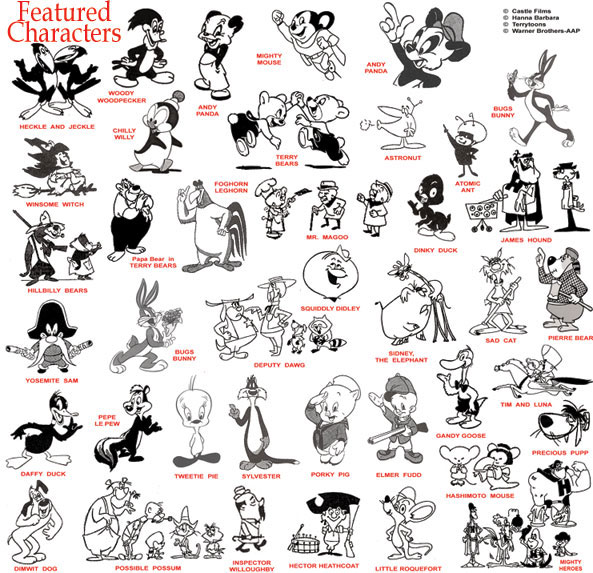 Featured
Characters
© Castle Films
© Hanna Barbara
© Terrytoons
© Warner Brothers-AAP
HECKLE AND JECKLE
WOODY
WOODPECKER
ANDY
PANDA
MIGHTY
MOUSE
ANDY
PANDA
BUGS
BUNNY
CHILLY
WILLY
TERRY
BEARS
ASTRONUT
ATOMIC
ANT
WINSOME WITCH
Papa Bear in
TERRY BEARS
FOGHORN
LEGHORN
MR. MAGOO
DINKY DUCK
JAMES HOUND
HILLBILLY BEARS
SQUIDDLY DIDLEY
SIDNEY,
THE ELEPHANT
SAD CAT
PIERRE BEAR
YOSEMITE SAM
BUGS
BUNNY
DEPUTY DAWG
TIM AND LUNA
DAFFY DUCK
PEPE
LE PEW
TWEETIE PIE
SYLVESTER
PORKY PIG
ELMER FUDD
GANDY GOOSE
PRECIOUS PUPP
HASHIMOTO MOUSE
H
DIMWIT DOG
POSSIBLE POSSUM
INSPECTOR
WILLOUGHBY
HECTOR HEATHCOAT
LITTLE ROQUEFORT
MIGHTY
HEROES